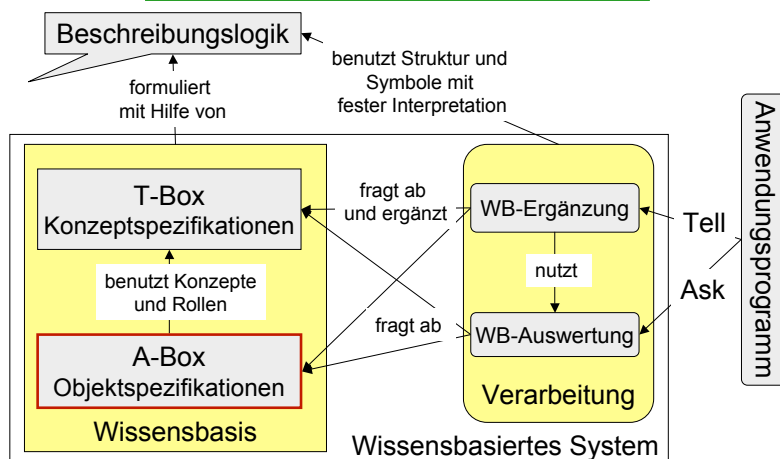 Beschreibungslogik
benutzt Struktur und
Symbole mit
fester Interpretation
formuliert
mit Hilfe von
T-Box
Konzeptspezifikationen
fragt ab
und ergänzt
WB-Ergänzung
Tell
Anwendungsprogramm
benutzt Konzepte
und Rollen
nutzt
Ask
A-Box
Objektspezifikationen
fragt ab
WB-Auswertung
Verarbeitung
Wissensbasis
Wissensbasiertes System